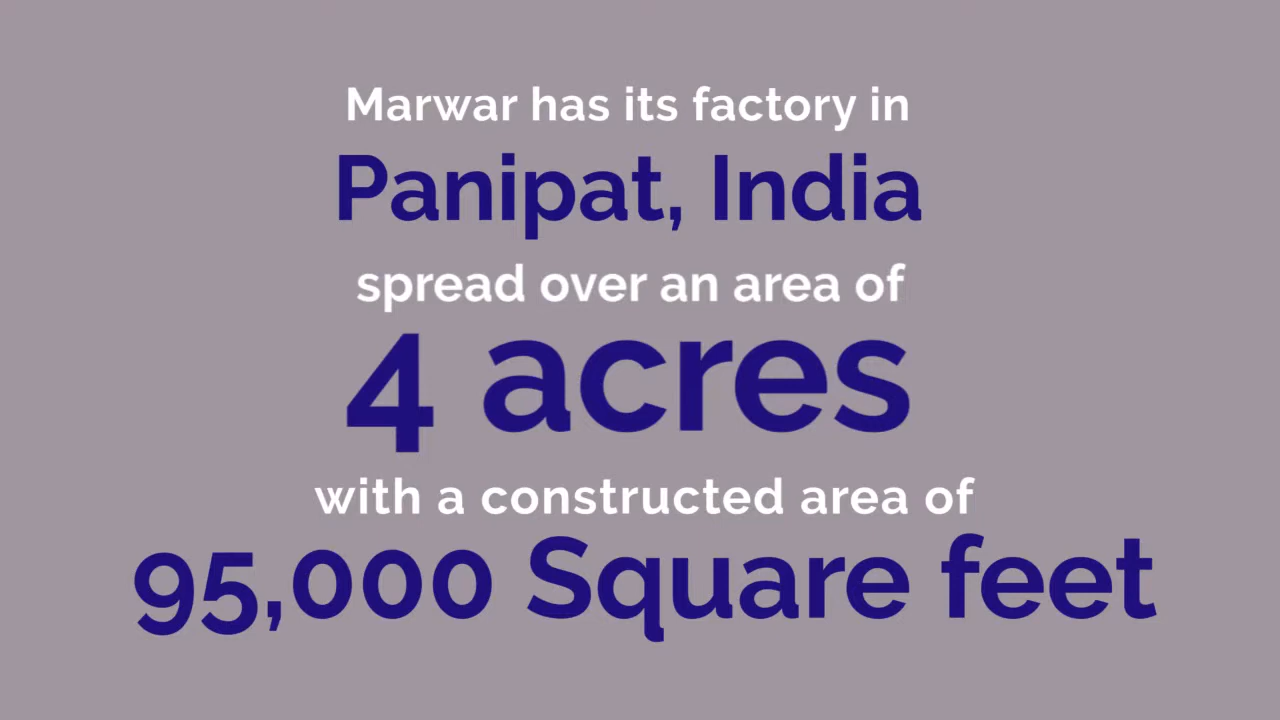 Marwar has its factory in
Panipat, India
spread over an area of
4 acres
with a constructed area of
95,000 Square feet